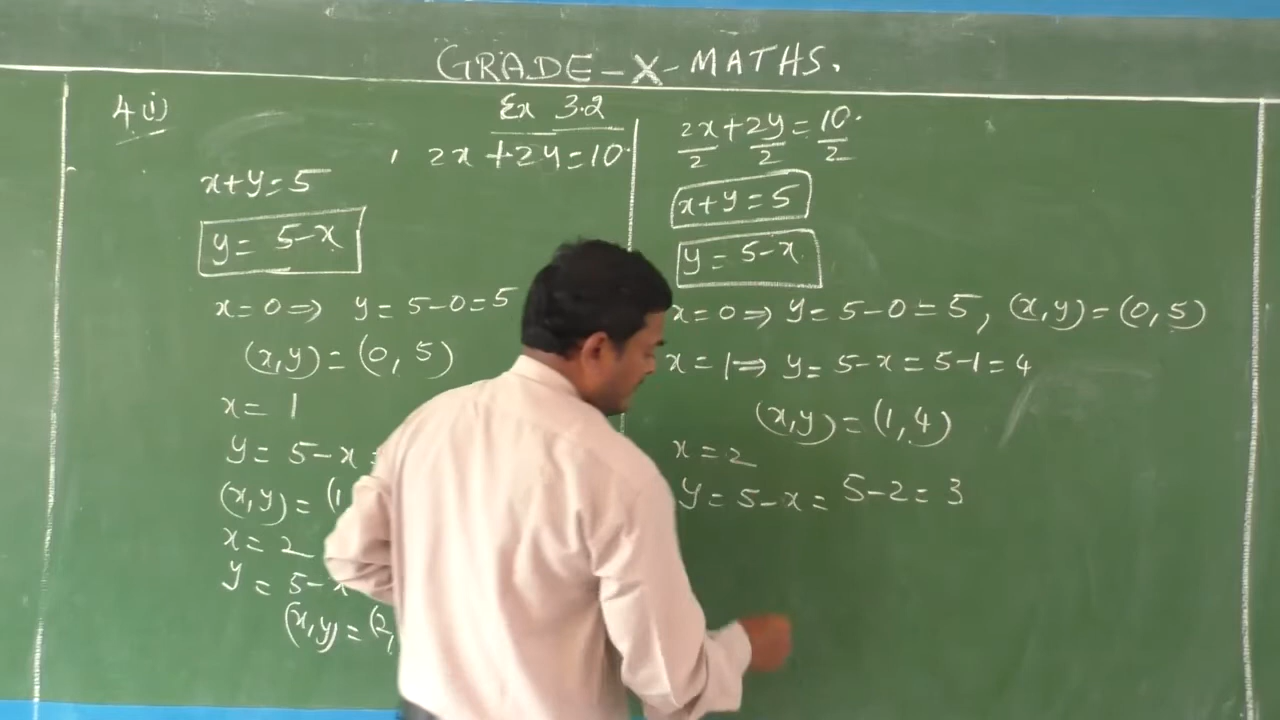 GRADE-X-MATHS.
4 i)
Ex 3.2
2x+2y=10.
x+y=5
y= 5-x
x=0⇒ y= 5-0=5
(x,y)=(0,5)
x= 1
y= 5-x=
(x,y)=(1
x= 2
y= 5-x
(x,y)=(2,
2x/2+2y/2=10/2.
x+y=5
y=5-x.
x=0⇒ y=5-0=5, (x,y)=(0,5)
x=1⇒ y=5-x=5-1=4
(x,y)=(1,4)
x=2
y=5-x= 5-2=3